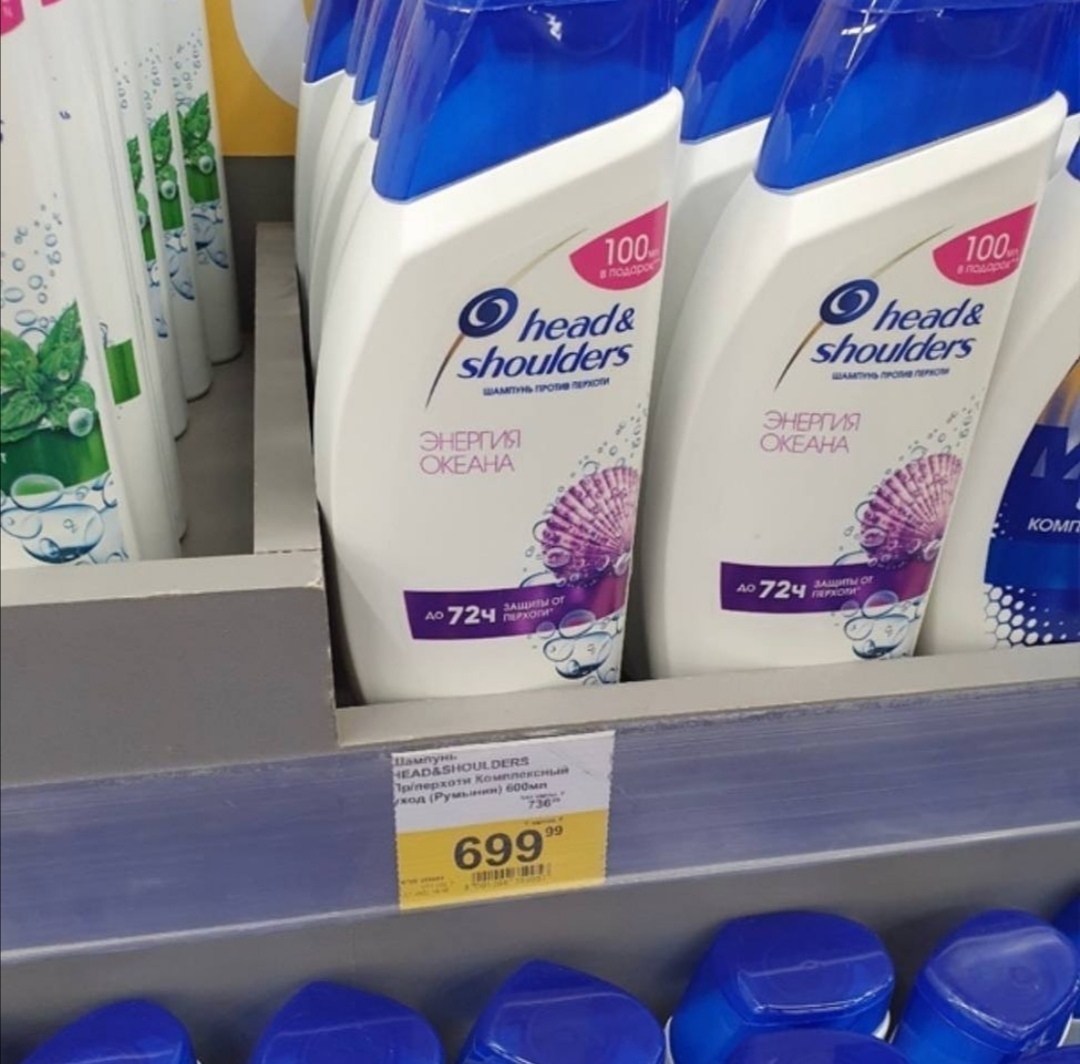 100мл
в подарок*
head&
shoulders
ШАМПУНЬ ПРОТИВ ПЕРХОТИ
ЭНЕРГИЯ
ОКЕАНА
ДО 72Ч ЗАЩИТЫ ОТ
ПЕРХОТИ*
100
в подарок*
head&
shoulders
ШАМПУНЬ ПРОТИВ ПЕРХОТИ
ЭНЕРГИЯ
ОКЕАНА
ДО 72Ч ЗАЩИТЫ ОТ
ПЕРХОТИ*
КОМП
Шампунь
HEAD&SHOULDERS
Пр/перхоти Комплексный
уход (Румыния) 600мл
736
699 99